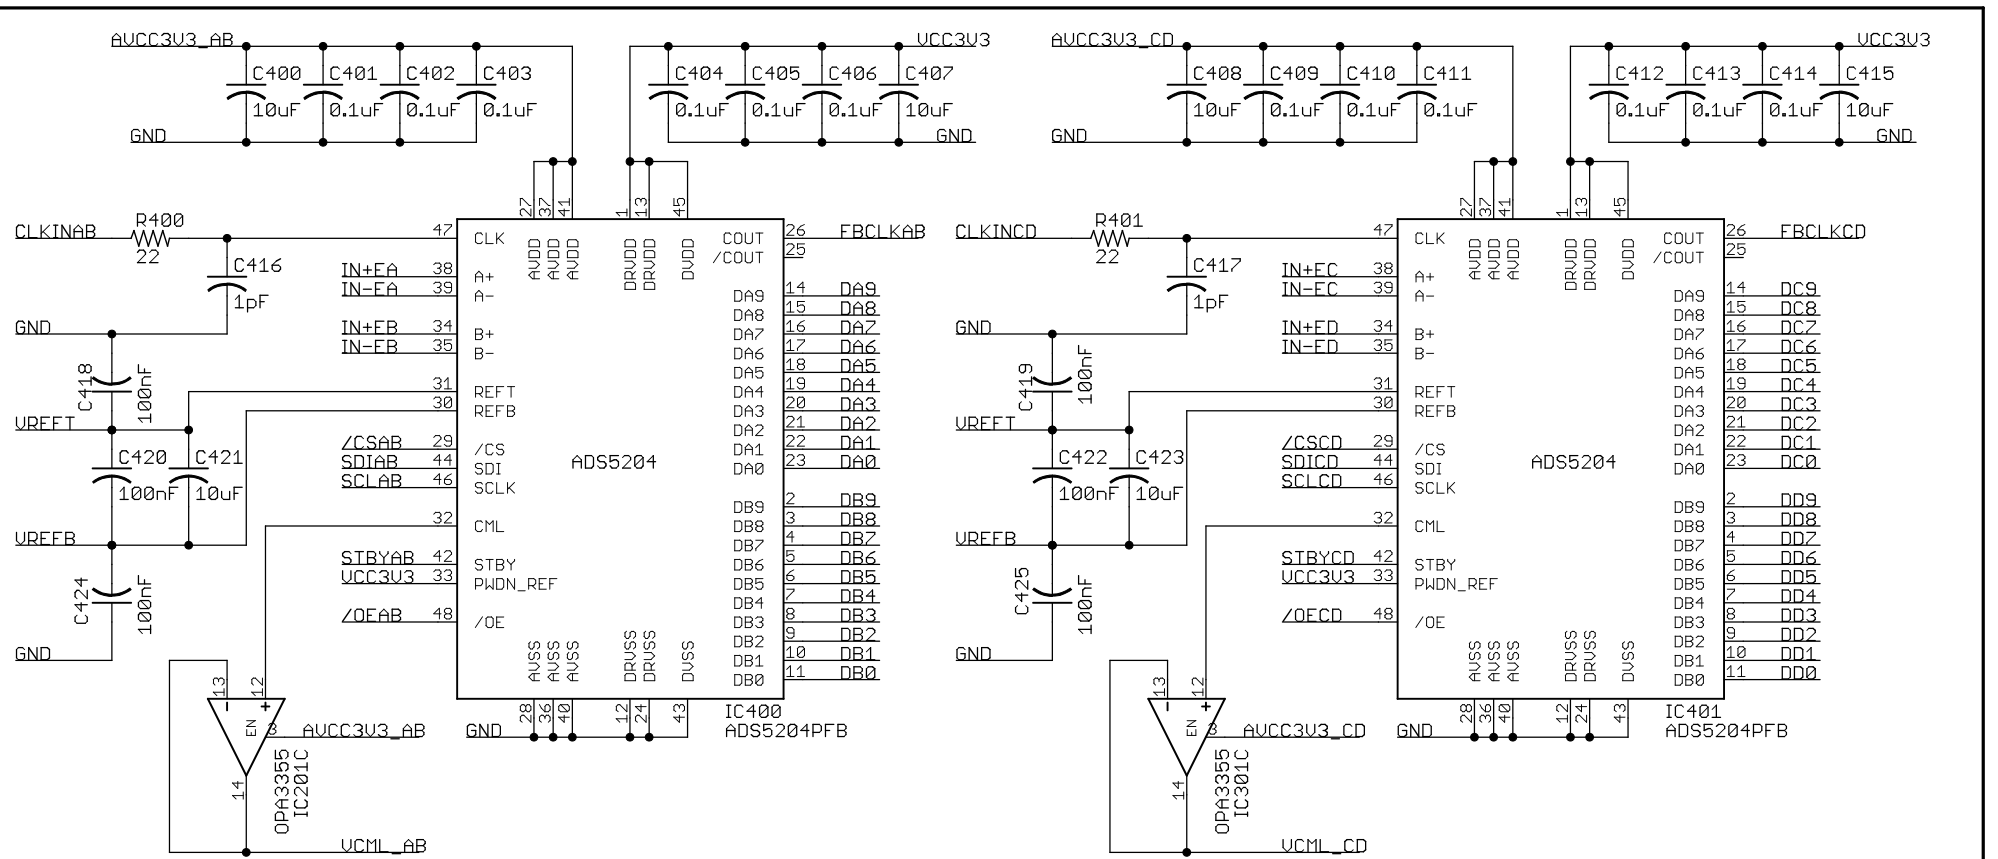 AVCC3V3_AB
C400
10uF
C401
0.1uF
C402
0.1uF
C403
0.1uF
GND
VCC3V3
C404
0.1uF
C405
0.1uF
C406
0.1uF
C407
10uF
GND
AVCC3V3_CD
C408
10uF
C409
0.1uF
C410
0.1uF
C411
0.1uF
GND
VCC3V3
C412
0.1uF
C413
0.1uF
C414
0.1uF
C415
10uF
GND
CLKINAB
R400
22
C416
1pF
GND
C418
100nF
VREFT
C420
100nF
C421
10uF
VREFB
C424
100nF
GND
27 37 41 1 13 45
AVDD AVDD AVDD DRVDD DRVDD DVDD
47 CLK
IN+EA 38 A+
IN-EA 39 A-
IN+EB 34 B+
IN-EB 35 B-
31 REFT
30 REFB
/CSAB 29 /CS
SDIAB 44 SDI
SCLAB 46 SCLK
32 CML
STBYAB 42 STBY
VCC3V3 33 PWDN_REF
/OEAB 48 /OE
ADS5204
COUT 26 FBCLKAB
/COUT 25
DA9 14 DA9
DA8 15 DA8
DA7 16 DA7
DA6 17 DA6
DA5 18 DA5
DA4 19 DA4
DA3 20 DA3
DA2 21 DA2
DA1 22 DA1
DA0 23 DA0
DB9 2 DB9
DB8 3 DB8
DB7 4 DB7
DB6 5 DB6
DB5 6 DB5
DB4 7 DB4
DB3 8 DB3
DB2 9 DB2
DB1 10 DB1
DB0 11 DB0
AVSS AVSS AVSS DRVSS DRVSS DVSS
28 36 40 12 24 43
GND
IC400
ADS5204PFB
13 12
- +
EN
3 AVCC3V3_AB
14
OPA3355
IC201C
VCML_AB
CLKINCD
R401
22
C417
1pF
GND
C419
100nF
VREFT
C422
100nF
C423
10uF
VREFB
C425
100nF
GND
27 37 41 1 13 45
AVDD AVDD AVDD DRVDD DRVDD DVDD
47 CLK
IN+EC 38 A+
IN-EC 39 A-
IN+ED 34 B+
IN-ED 35 B-
31 REFT
30 REFB
/CSCD 29 /CS
SDICD 44 SDI
SCLCD 46 SCLK
32 CML
STBYCD 42 STBY
VCC3V3 33 PWDN_REF
/OECD 48 /OE
ADS5204
COUT 26 FBCLKCD
/COUT 25
DA9 14 DC9
DA8 15 DC8
DA7 16 DC7
DA6 17 DC6
DA5 18 DC5
DA4 19 DC4
DA3 20 DC3
DA2 21 DC2
DA1 22 DC1
DA0 23 DC0
DB9 2 DD9
DB8 3 DD8
DB7 4 DD7
DB6 5 DD6
DB5 6 DD5
DB4 7 DD4
DB3 8 DD3
DB2 9 DD2
DB1 10 DD1
DB0 11 DD0
AVSS AVSS AVSS DRVSS DRVSS DVSS
28 36 40 12 24 43
GND
IC401
ADS5204PFB
13 12
- +
EN
3 AVCC3V3_CD
14
OPA3355
IC301C
VCML_CD